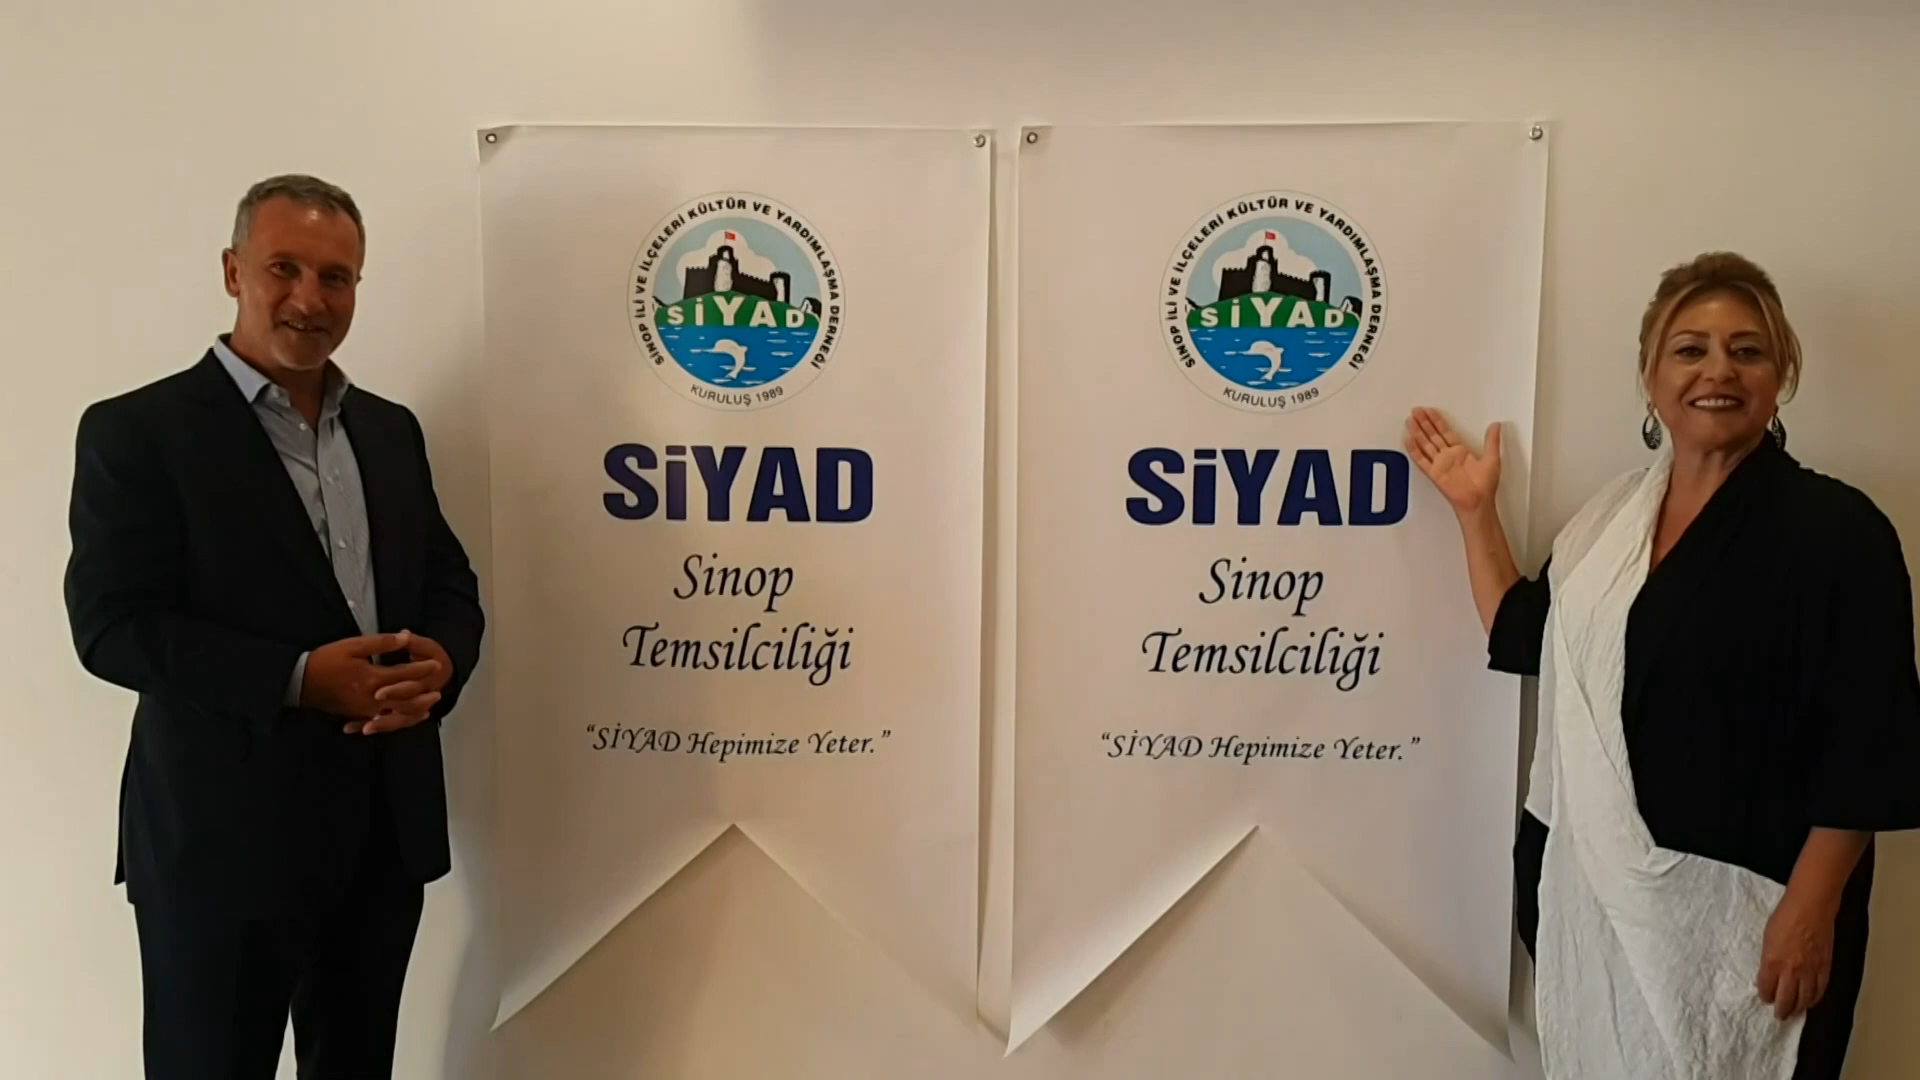 SİNOP İLİ VE İLÇELERİ KÜLTÜR VE YARDIMLAŞMA DERNEĞİ
SİYAD
KURULUŞ 1989
SiYAD
Sinop
Temsilciliği
“SİYAD Hepimize Yeter.”
SİNOP İLİ VE İLÇELERİ KÜLTÜR VE YARDIMLAŞMA DERNEĞİ
SİYAD
KURULUŞ 1989
SiYAD
Sinop
Temsilciliği
“SİYAD Hepimize Yeter.”